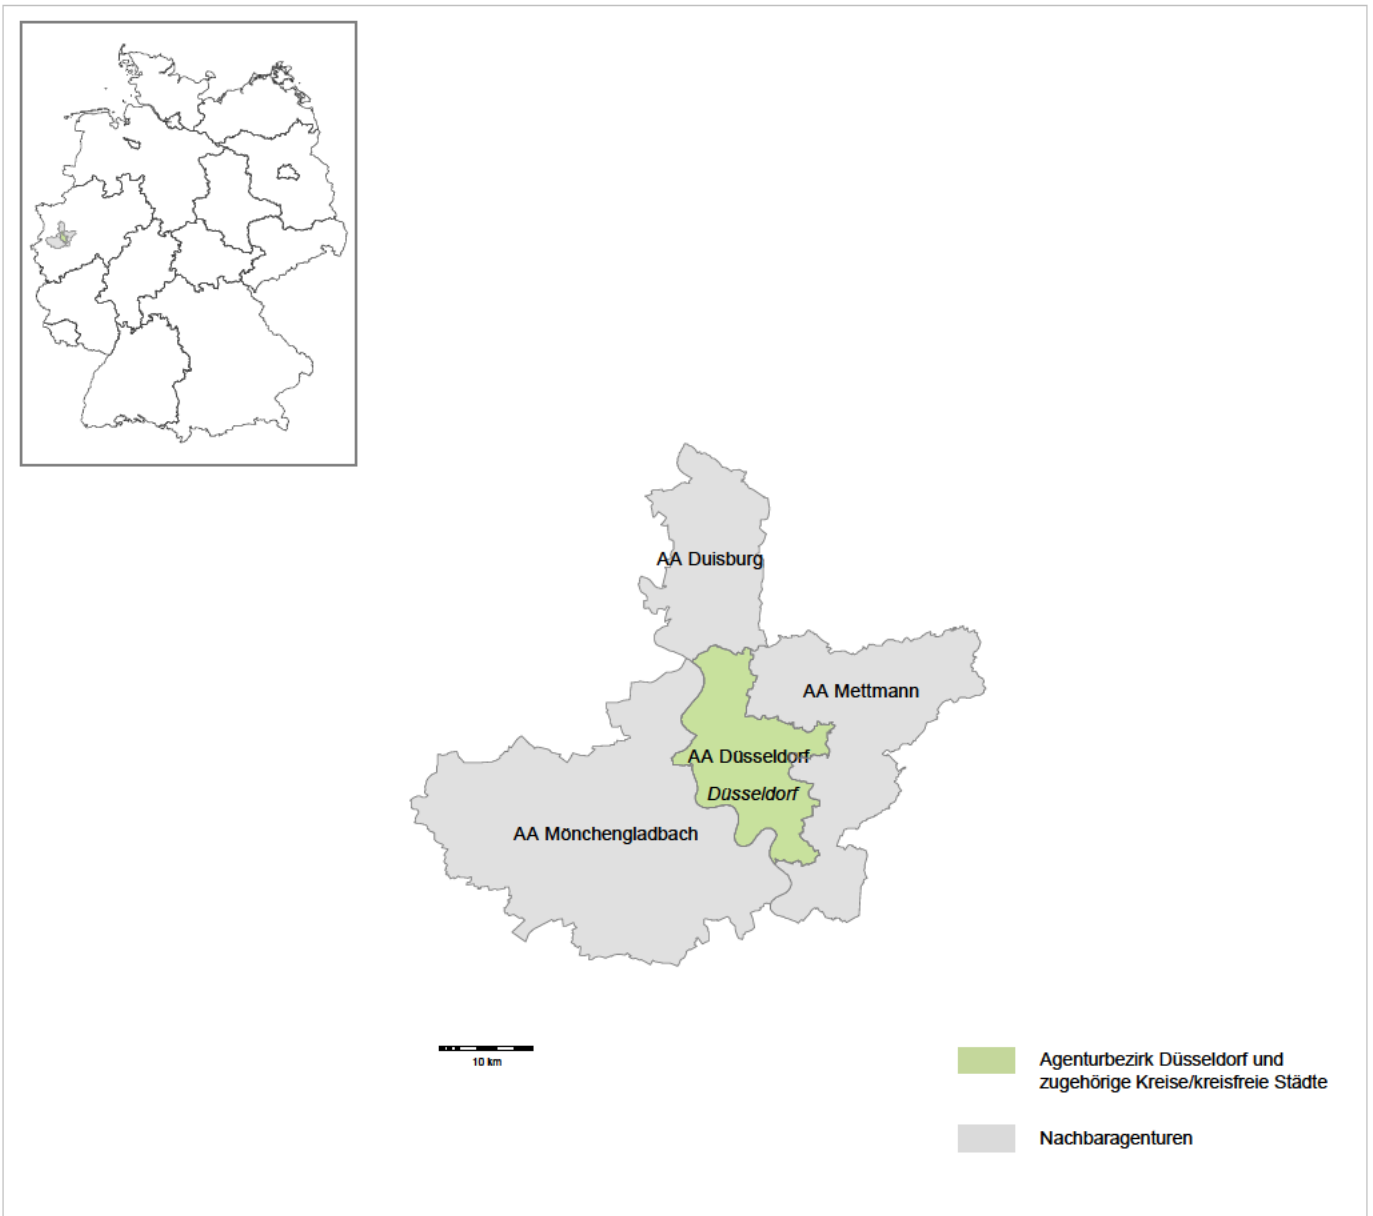 AA Duisburg
AA Mettmann
AA Düsseldorf
Düsseldorf
AA Mönchengladbach
10 km
Agenturbezirk Düsseldorf und
zugehörige Kreise/kreisfreie Städte
Nachbaragenturen